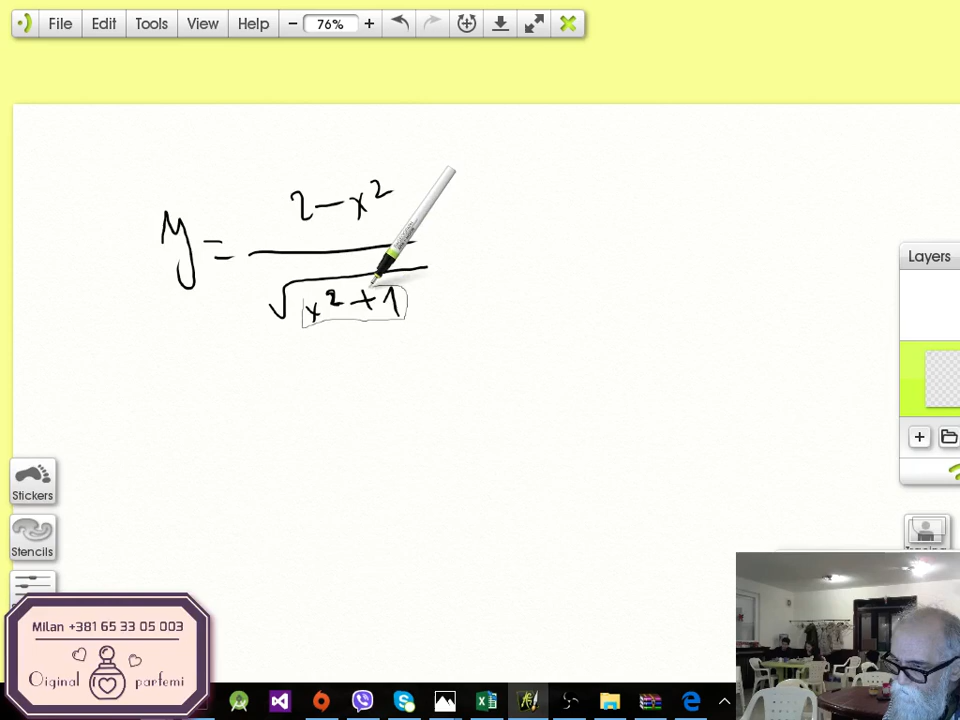 File Edit Tools View Help − 76% +
y = 2 − x² / √(x² + 1)
Layers
Stickers
Stencils
MIlan +381 65 33 05 003
Oiginal parfemi